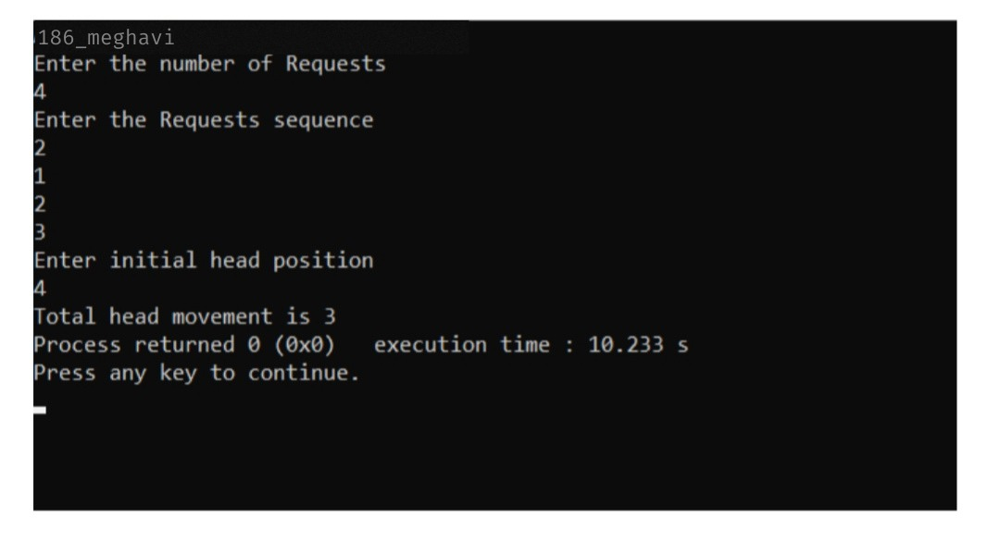 186_meghavi
Enter the number of Requests
4
Enter the Requests sequence
2
1
2
3
Enter initial head position
4
Total head movement is 3
Process returned 0 (0x0)   execution time : 10.233 s
Press any key to continue.